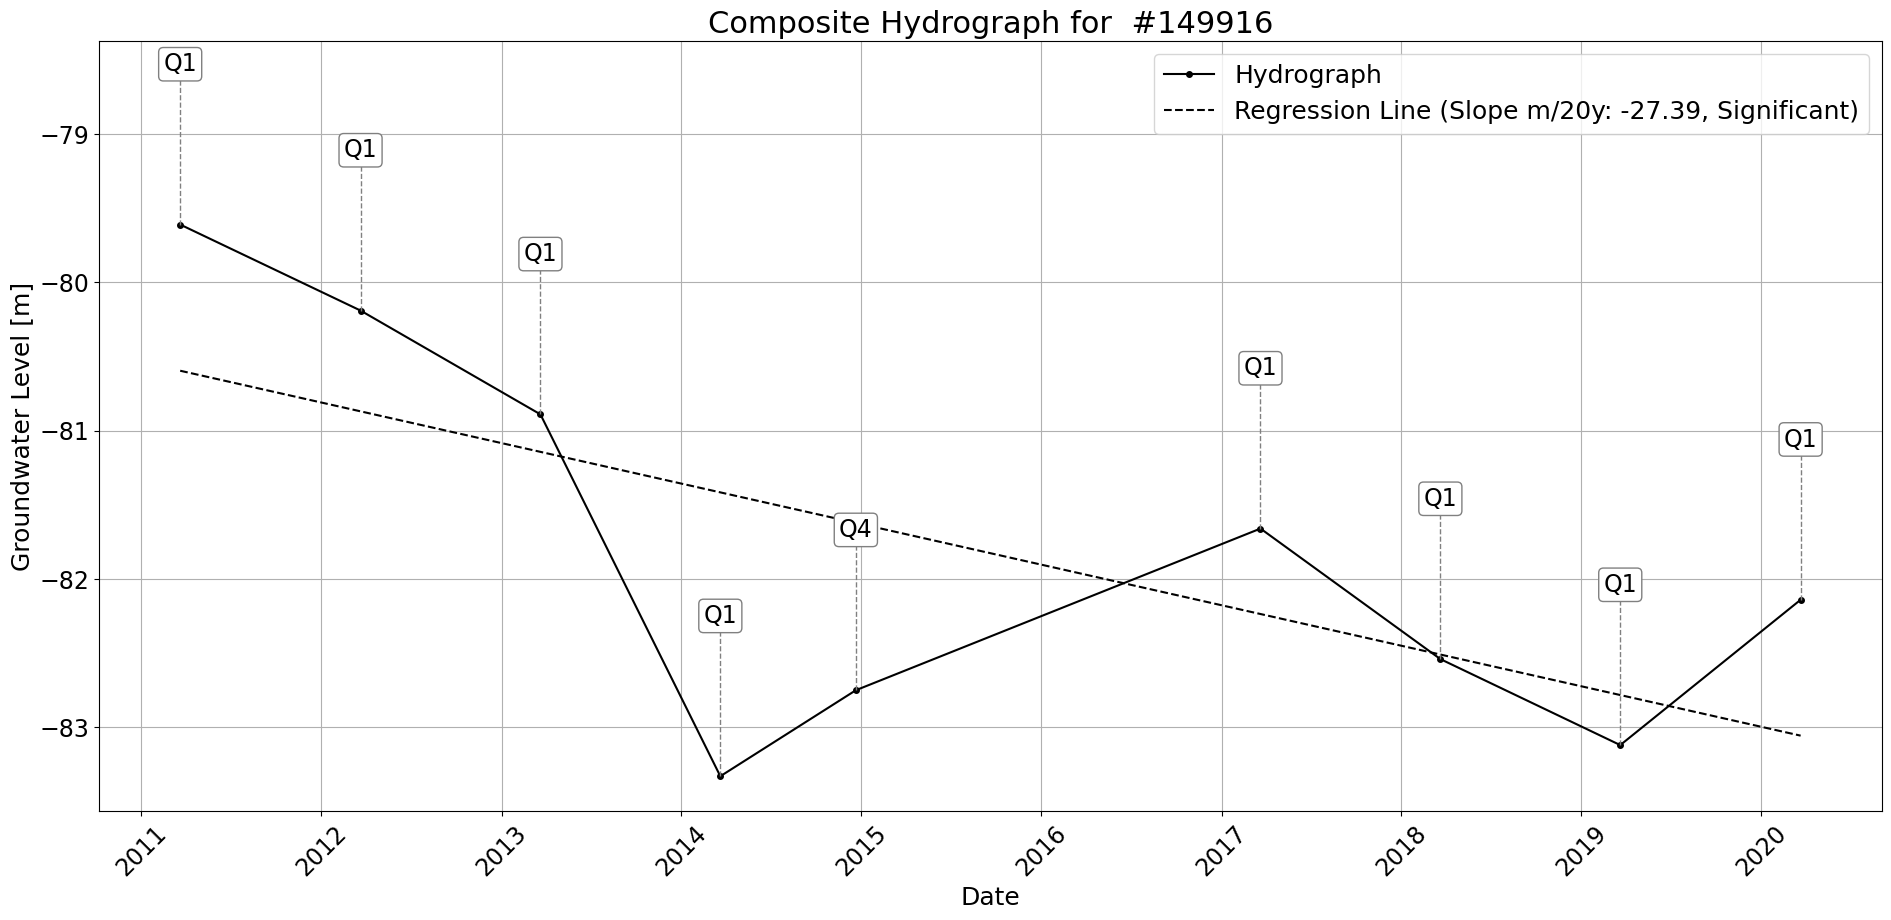 Composite Hydrograph for  #149916
Hydrograph
Regression Line (Slope m/20y: -27.39, Significant)
Q1
Q1
Q1
Q1
Q4
Q1
Q1
Q1
Q1
Groundwater Level [m]
−79
−80
−81
−82
−83
2011
2012
2013
2014
2015
2016
2017
2018
2019
2020
Date